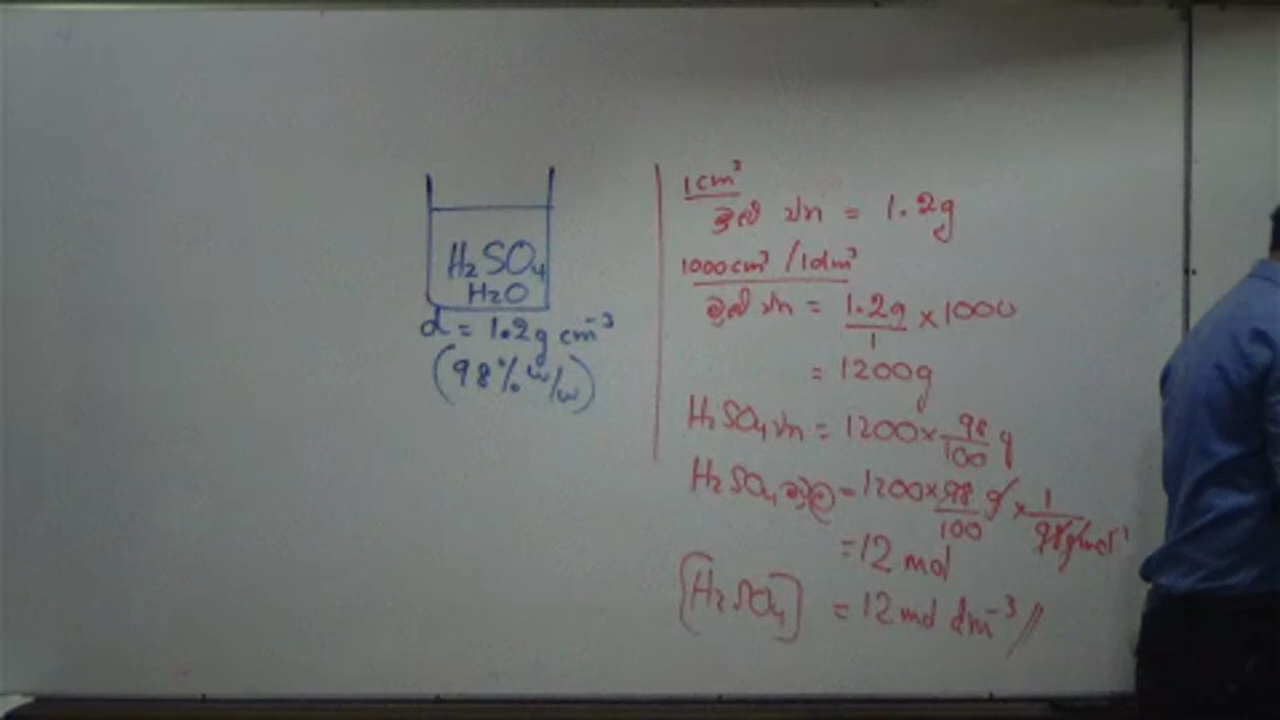 H₂SO₄
H₂O
d = 1.2g cm⁻³
(98% w/w)
1cm³
= 1.2g
1000cm³ / 1dm³
= 1.2g/1 × 1000
= 1200g
H₂SO₄ = 1200 × 98/100 g
H₂SO₄ = 1200 × 98/100 g × 1/98 g mol⁻¹
= 12 mol
[H₂SO₄] = 12 mol dm⁻³//